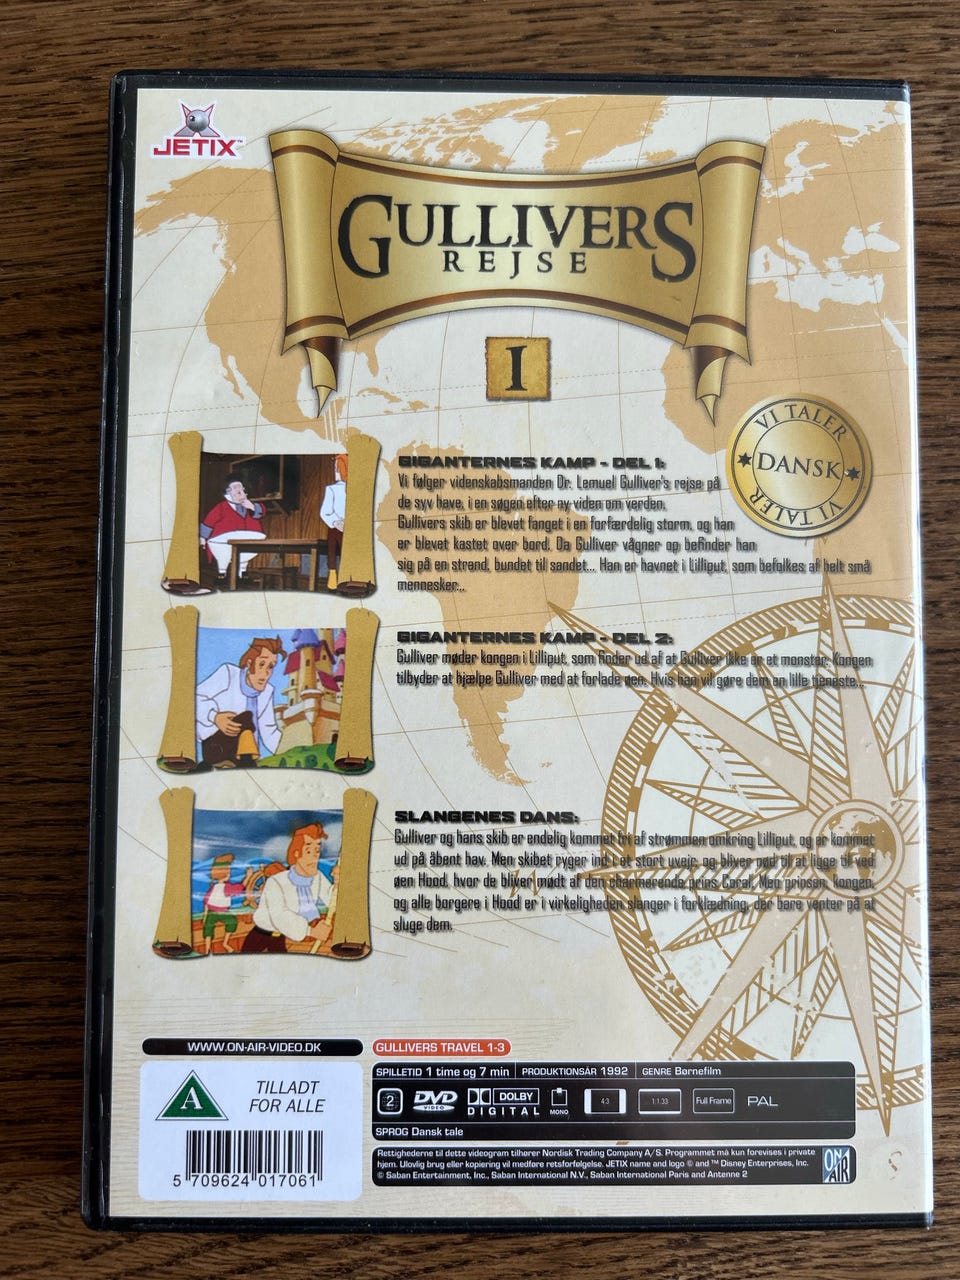 JETIX™
GULLIVERS
REJSE
I
VI TALER
DANSK
VI TALER
GIGANTERNES KAMP - DEL 1:
Vi følger videnskabsmanden Dr. Lemuel Gulliver's rejse på
de syv have, i en søgen efter ny viden om verden.
Gullivers skib er blevet fanget i en forfærdelig storm, og han
er blevet kastet over bord. Da Gulliver vågner op befinder han
sig på en strand, bundet til sandet... Han er havnet i Lilliput, som befolkes af helt små
mennesker...
GIGANTERNES KAMP - DEL 2:
Gulliver møder kongen i Lilliput, som finder ud af at Gulliver ikke er et monster. Kongen
tilbyder at hjælpe Gulliver med at forlade øen. Hvis han vil gøre dem en lille tjeneste...
SLANGENES DANS:
Gulliver og hans skib er endelig kommet fri af strømmen omkring Lilliput, og er kommet
ud på åbent hav. Men skibet ryger ind i et stort uvejr, og bliver nød til at ligge til ved
øen Hood, hvor de bliver mødt af den charmerende prins Coral. Men prinsen, kongen,
og alle borgere i Hood er i virkeligheden slanger i forklædning, der bare venter på at
sluge dem.
WWW.ON-AIR-VIDEO.DK
GULLIVERS TRAVEL 1-3
A
TILLADT
FOR ALLE
5 709624 017061
SPILLETID 1 time og 7 min
PRODUKTIONSÅR 1992
GENRE Børnefilm
2
DVD
VIDEO
DOLBY
DIGITAL
MONO
4:3
1:1.33
Full Frame
PAL
SPROG Dansk tale
Rettighederne til dette videogram tilhører Nordisk Trading Company A/S. Programmet må kun forevises i private
hjem. Ulovlig brug eller kopiering vil medføre retsforfølgelse. JETIX name and logo © and ™ Disney Enterprises, Inc.
© Saban Entertainment, Inc., Saban International N.V., Saban International Paris and Antenne 2
ON
AIR